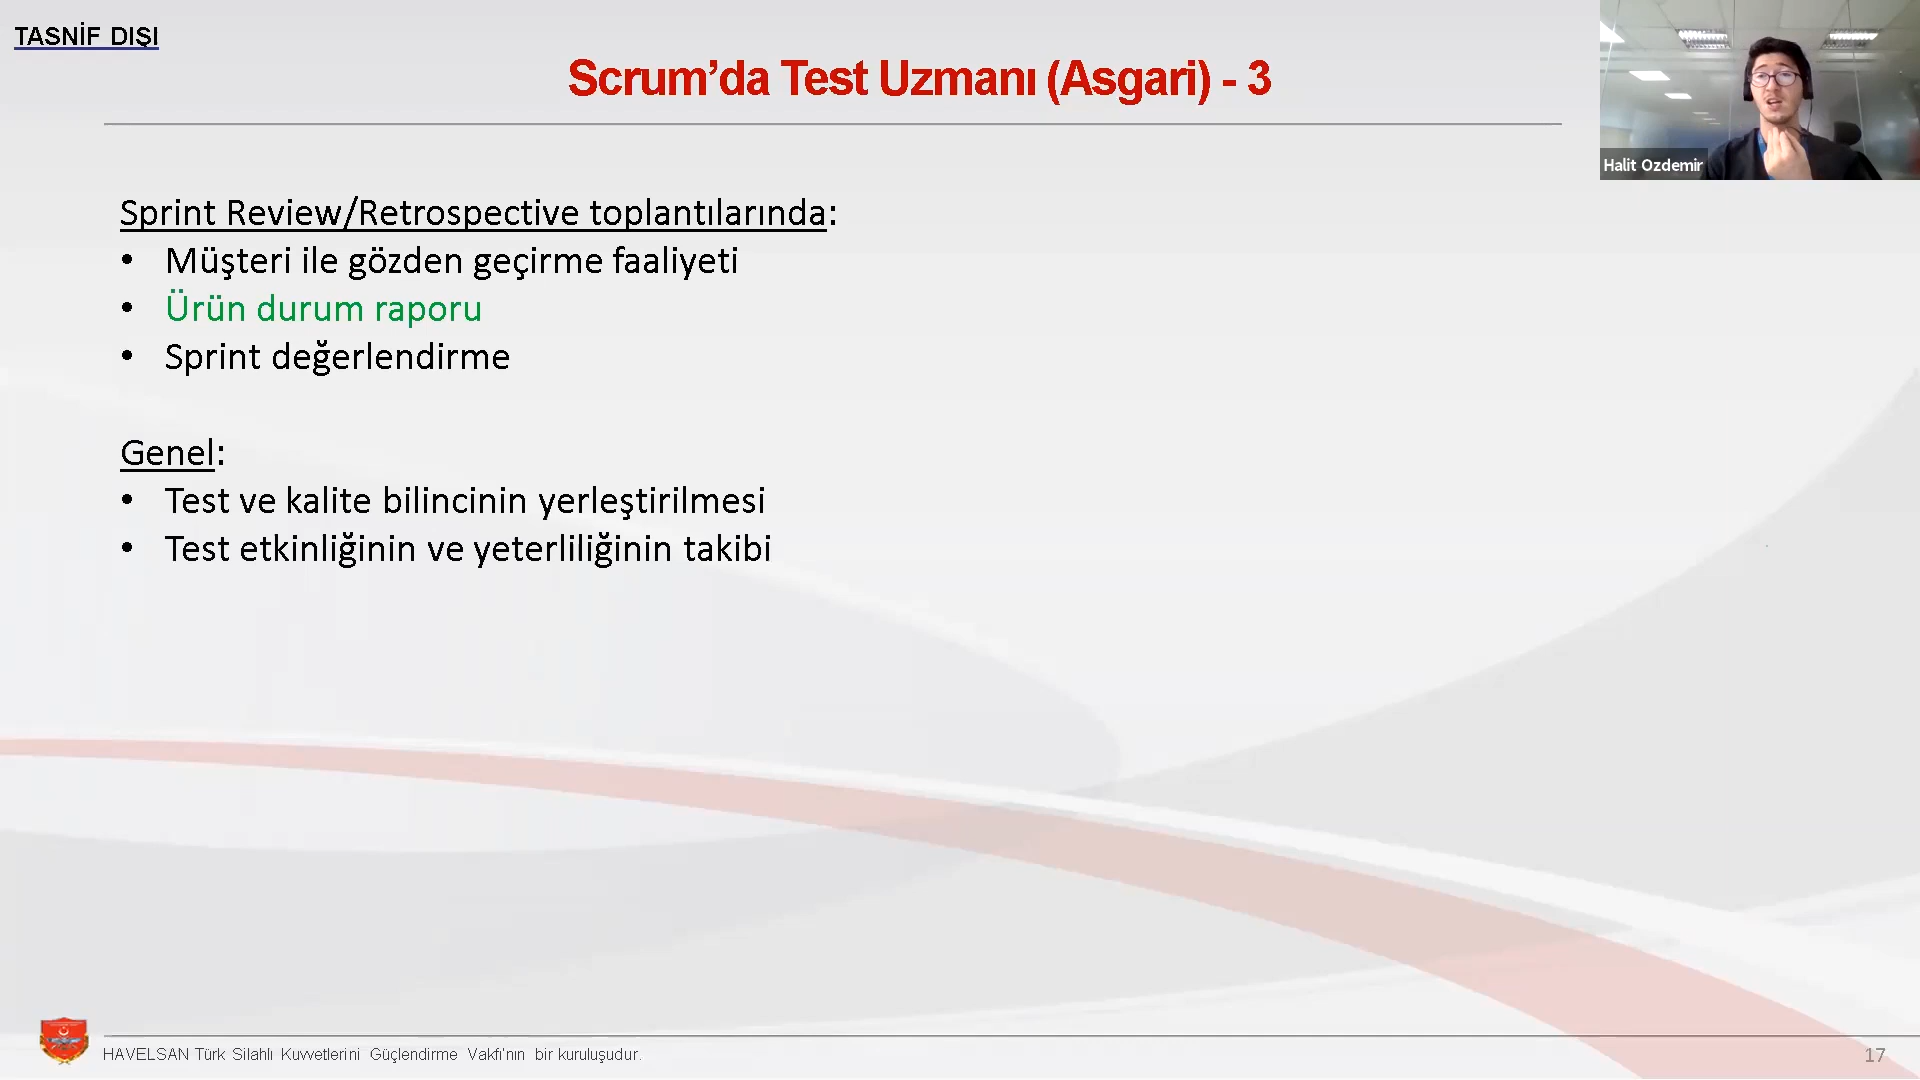 TASNİF DIŞI
Scrum’da Test Uzmanı (Asgari) - 3
Halit Ozdemir
Sprint Review/Retrospective toplantılarında:
• Müşteri ile gözden geçirme faaliyeti
• Ürün durum raporu
• Sprint değerlendirme
Genel:
• Test ve kalite bilincinin yerleştirilmesi
• Test etkinliğinin ve yeterliliğinin takibi
HAVELSAN Türk Silahlı Kuvvetlerini Güçlendirme Vakfı’nın bir kuruluşudur.
17